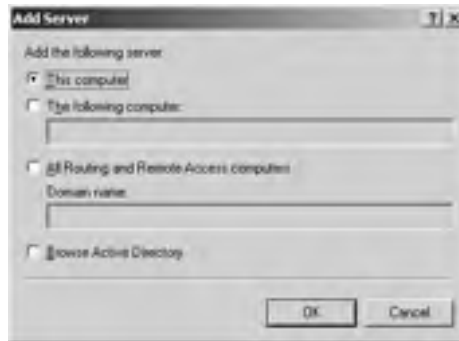 Add Server
Add the following server
This computer
The following computer:
All Routing and Remote Access computers
Domain name:
Browse Active Directory
OK
Cancel